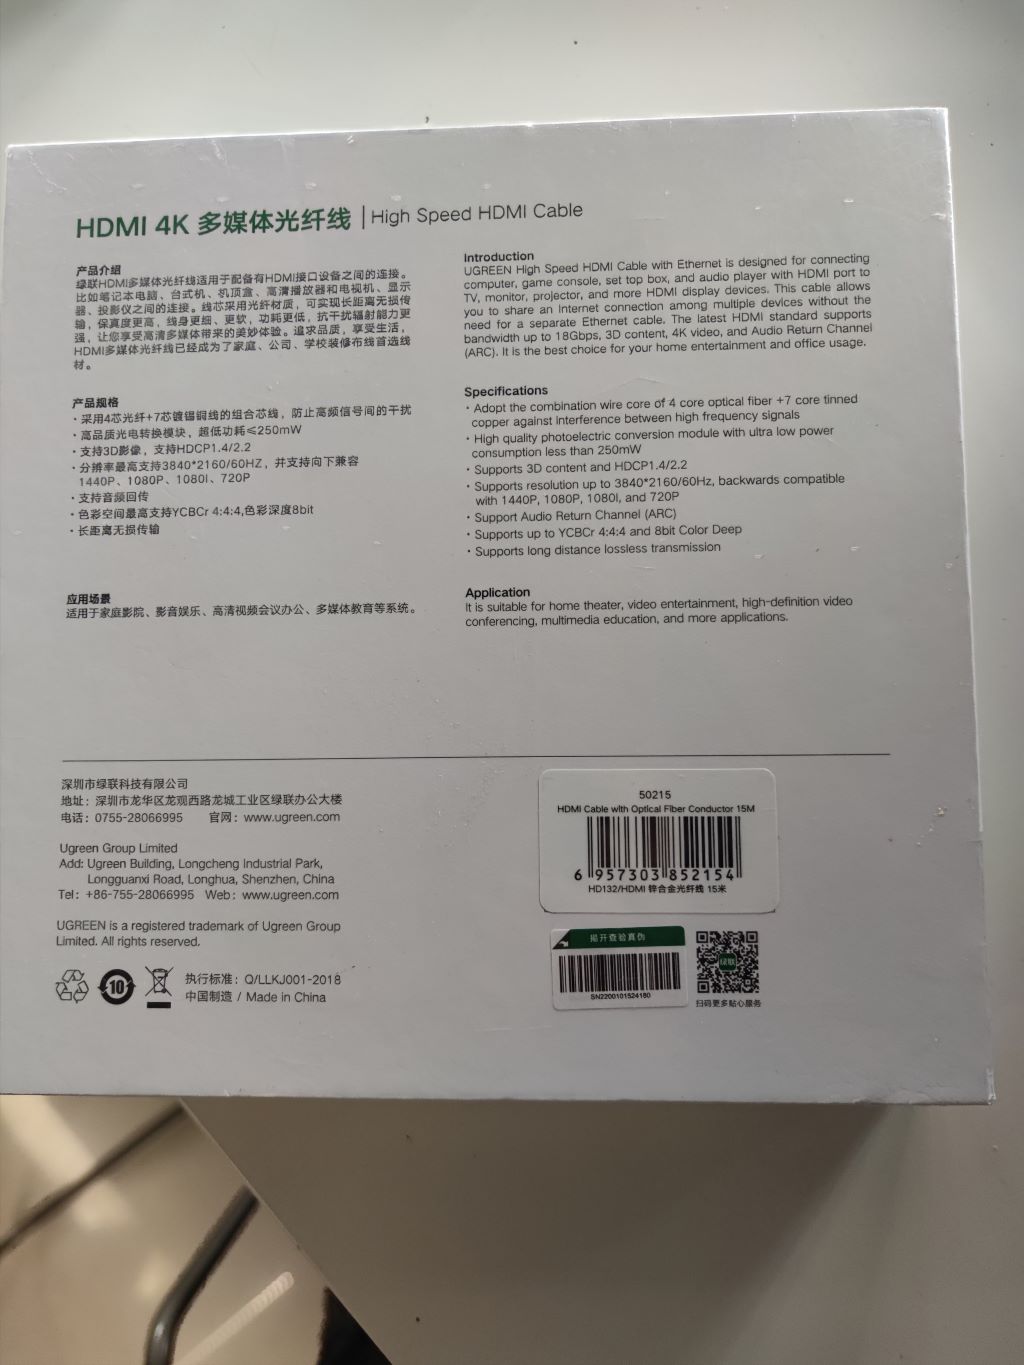 HDMI 4K 多媒体光纤线 | High Speed HDMI Cable
产品介绍
绿联HDMI多媒体光纤线适用于配备有HDMI接口设备之间的连接。
比如笔记本电脑、台式机、机顶盒、高清播放器和电视机、显示
器、投影仪之间的连接。线芯采用光纤材质，可实现长距离无损传
输，保真度更高，线身更细、更软，功耗更低，抗干扰辐射能力更
强，让您享受高清多媒体带来的美妙体验。追求品质，享受生活，
HDMI多媒体光纤线已经成为了家庭、公司、学校装修布线首选线
材。
产品规格
· 采用4芯光纤+7芯镀锡铜线的组合芯线，防止高频信号间的干扰
· 高品质光电转换模块，超低功耗≤250mW
· 支持3D影像，支持HDCP1.4/2.2
· 分辨率最高支持3840*2160/60HZ，并支持向下兼容
1440P、1080P、1080I、720P
· 支持音频回传
· 色彩空间最高支持YCBCr 4:4:4,色彩深度8bit
· 长距离无损传输
应用场景
适用于家庭影院、影音娱乐、高清视频会议办公、多媒体教育等系统。
Introduction
UGREEN High Speed HDMI Cable with Ethernet is designed for connecting
computer, game console, set top box, and audio player with HDMI port to
TV, monitor, projector, and more HDMI display devices. This cable allows
you to share an Internet connection among multiple devices without the
need for a separate Ethernet cable. The latest HDMI standard supports
bandwidth up to 18Gbps, 3D content, 4K video, and Audio Return Channel
(ARC). It is the best choice for your home entertainment and office usage.
Specifications
· Adopt the combination wire core of 4 core optical fiber +7 core tinned
copper against interference between high frequency signals
· High quality photoelectric conversion module with ultra low power
consumption less than 250mW
· Supports 3D content and HDCP1.4/2.2
· Supports resolution up to 3840*2160/60Hz, backwards compatible
with 1440P, 1080P, 1080I, and 720P
· Support Audio Return Channel (ARC)
· Supports up to YCBCr 4:4:4 and 8bit Color Deep
· Supports long distance lossless transmission
Application
It is suitable for home theater, video entertainment, high-definition video
conferencing, multimedia education, and more applications.
深圳市绿联科技有限公司
地址：深圳市龙华区龙观西路龙城工业区绿联办公大楼
电话：0755-28066995 官网：www.ugreen.com
Ugreen Group Limited
Add: Ugreen Building, Longcheng Industrial Park,
Longguanxi Road, Longhua, Shenzhen, China
Tel: +86-755-28066995 Web: www.ugreen.com
UGREEN is a registered trademark of Ugreen Group
Limited. All rights reserved.
10
执行标准：Q/LLKJ001-2018
中国制造 / Made in China
50215
HDMI Cable with Optical Fiber Conductor 15M
6 957303 852154
HD132/HDMI 锌合金光纤线 15米
揭开查验真伪
SN2200101524180
绿联
扫码更多贴心服务